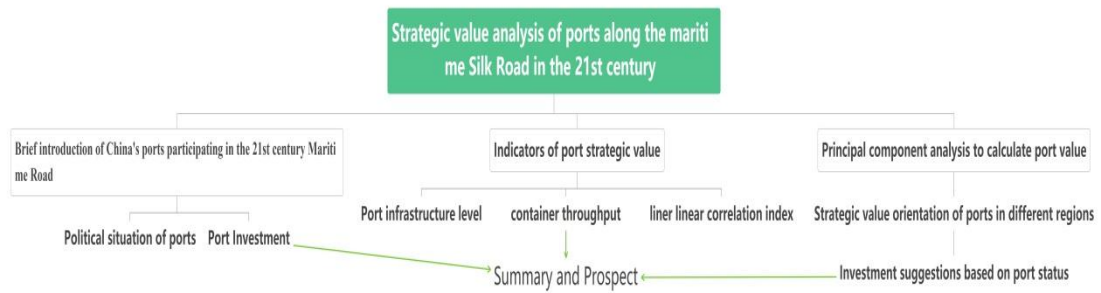 Strategic value analysis of ports along the mariti
me Silk Road in the 21st century
Brief introduction of China's ports participating in the 21st century Mariti
me Road
Indicators of port strategic value
Principal component analysis to calculate port value
Political situation of ports
Port Investment
Port infrastructure level
container throughput
liner linear correlation index
Strategic value orientation of ports in different regions
Summary and Prospect
Investment suggestions based on port status